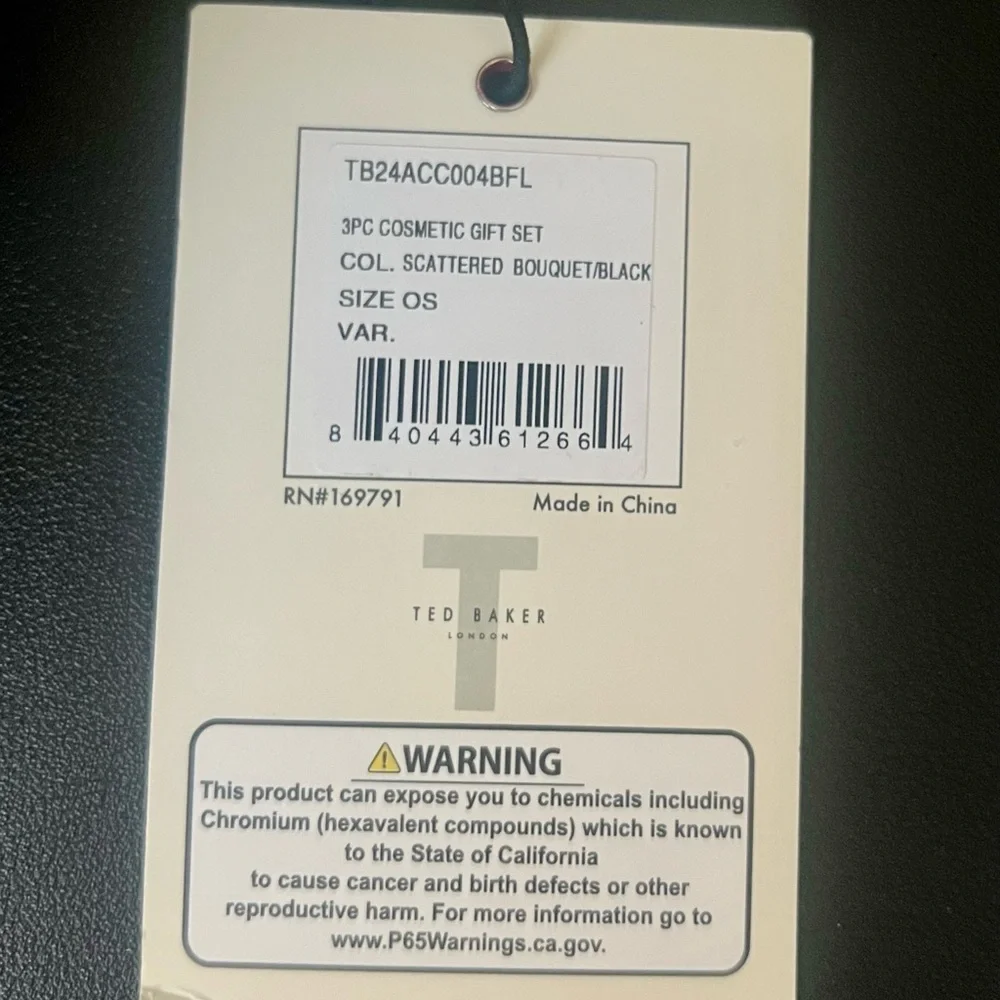 TB24ACC004BFL
3PC COSMETIC GIFT SET
COL. SCATTERED BOUQUET/BLACK
SIZE OS
VAR.
8 40443 61266 4
RN#169791 Made in China
T
TED BAKER
LONDON
WARNING
This product can expose you to chemicals including
Chromium (hexavalent compounds) which is known
to the State of California
to cause cancer and birth defects or other
reproductive harm. For more information go to
www.P65Warnings.ca.gov.